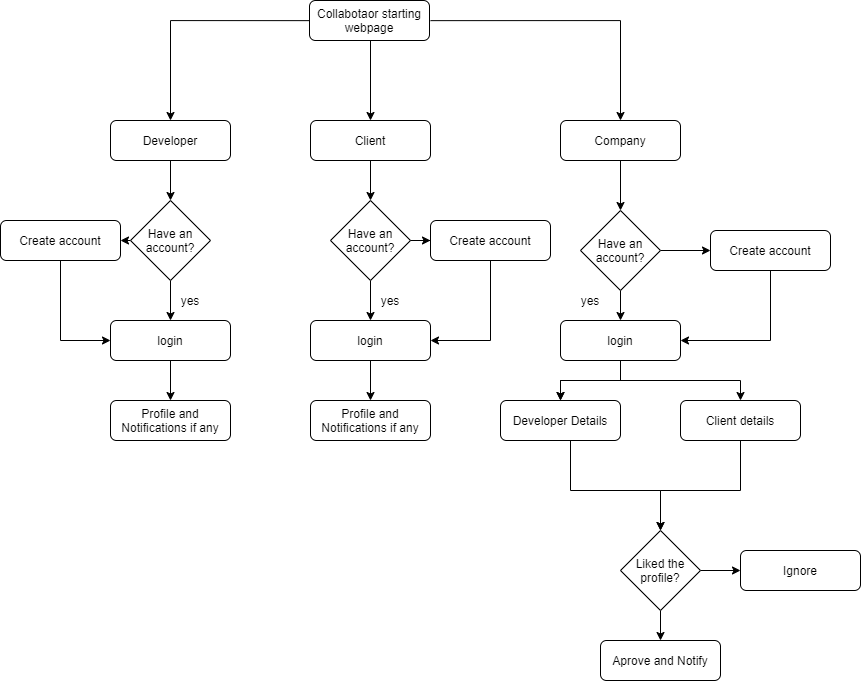 Collabotaor starting
webpage
Developer
Client
Company
Create account
Have an
account?
Have an
account?
Create account
Have an
account?
Create account
yes
yes
yes
login
login
login
Profile and
Notifications if any
Profile and
Notifications if any
Developer Details
Client details
Liked the
profile?
Ignore
Aprove and Notify